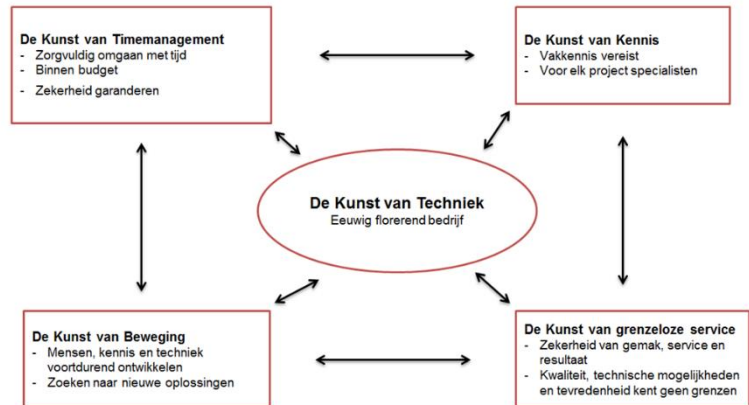 De Kunst van Timemanagement
- Zorgvuldig omgaan met tijd
- Binnen budget
- Zekerheid garanderen
De Kunst van Kennis
- Vakkennis vereist
- Voor elk project specialisten
De Kunst van Techniek
Eeuwig florerend bedrijf
De Kunst van Beweging
- Mensen, kennis en techniek
voortdurend ontwikkelen
- Zoeken naar nieuwe oplossingen
De Kunst van grenzeloze service
- Zekerheid van gemak, service en
resultaat
- Kwaliteit, technische mogelijkheden
en tevredenheid kent geen grenzen